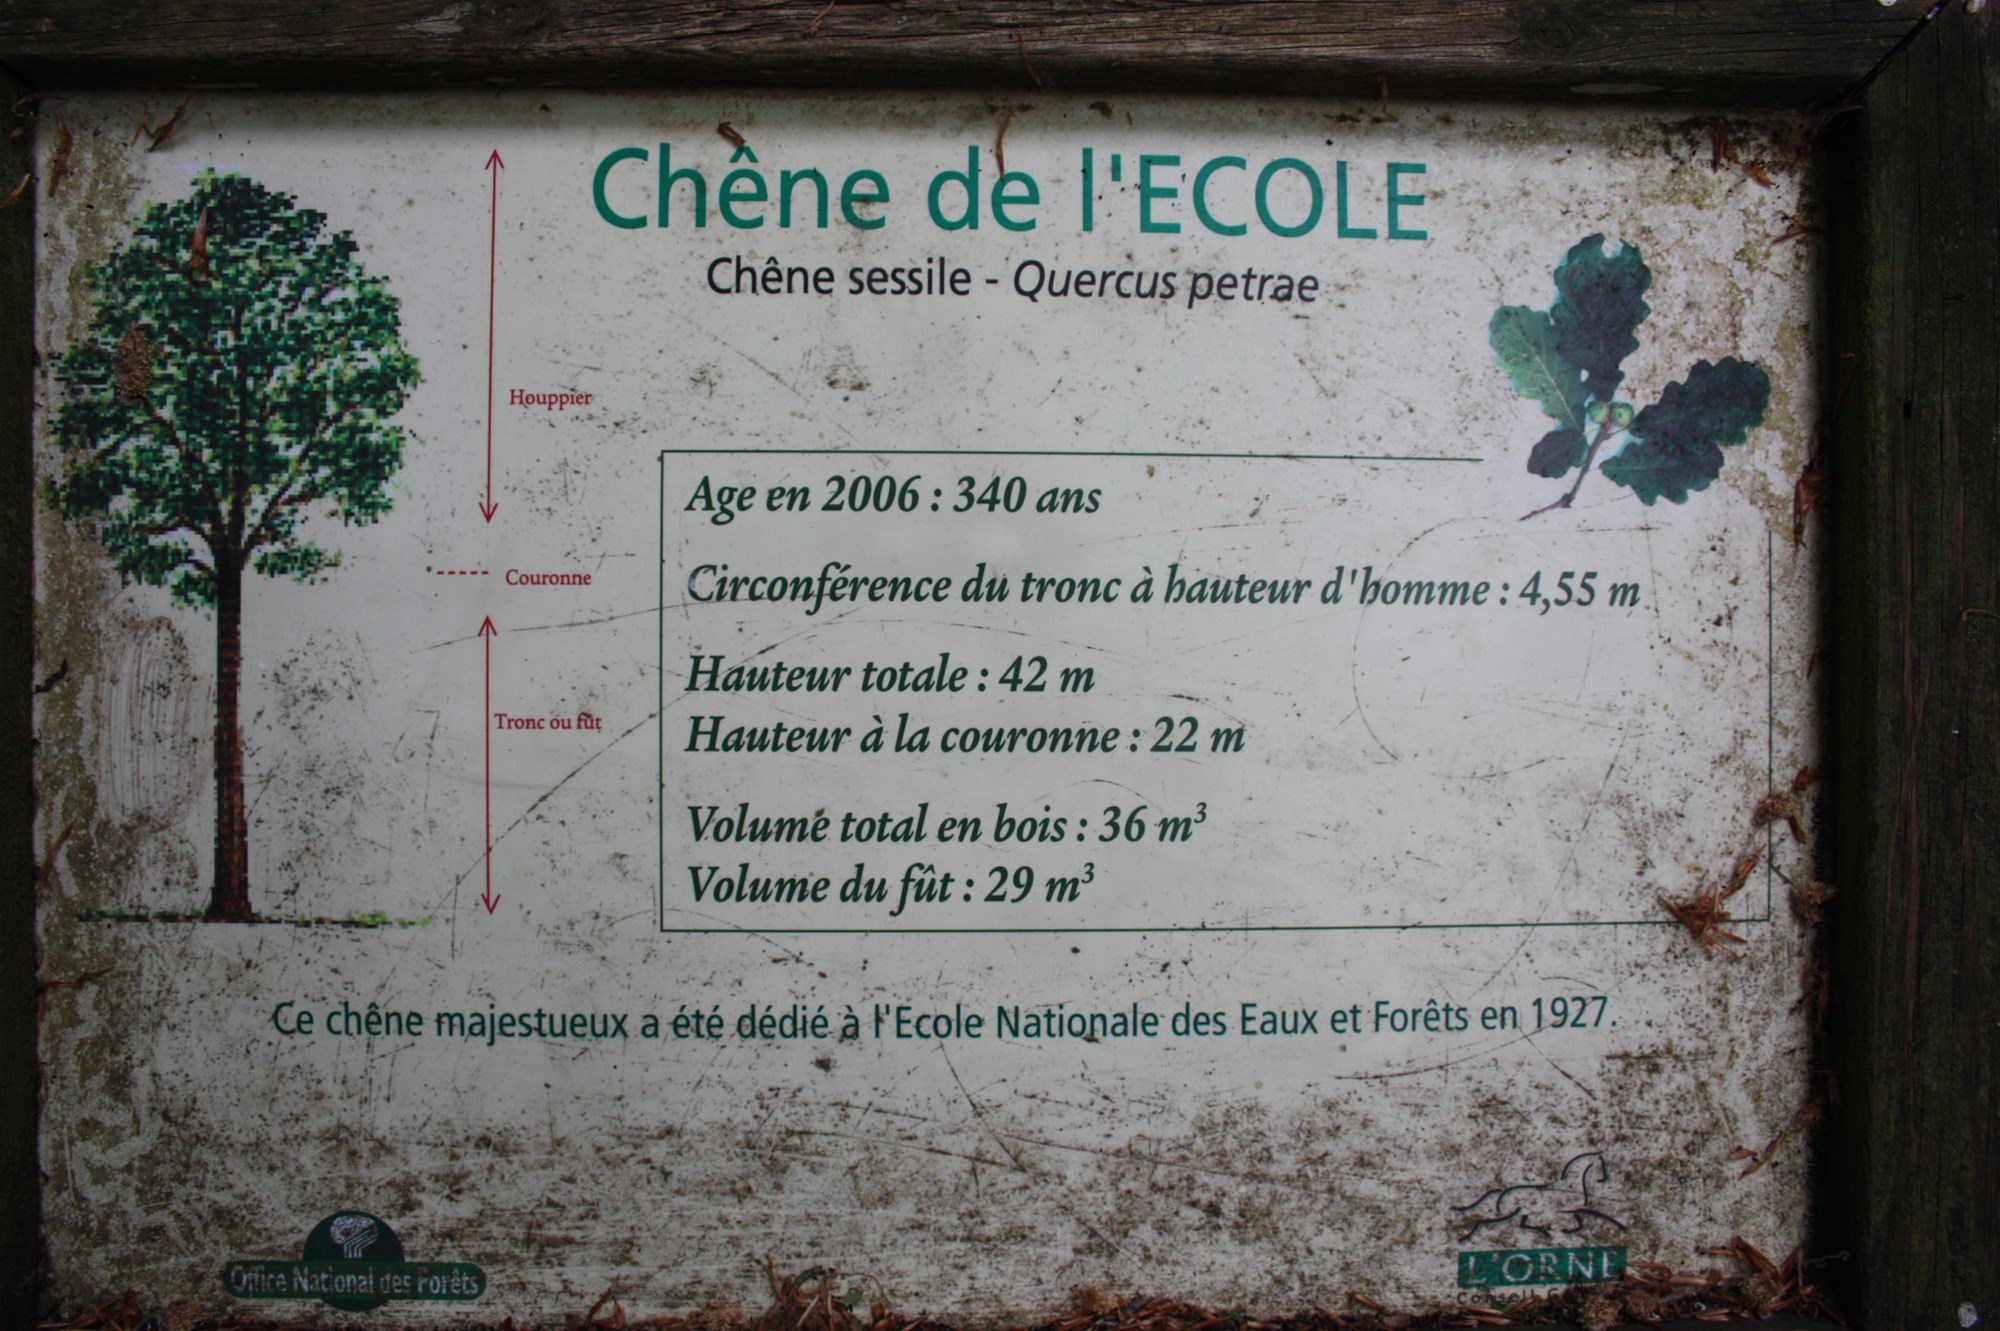 Chêne de l'ECOLE
Chêne sessile - Quercus petrae
Houppier
Couronne
Tronc ou fût
Age en 2006 : 340 ans
Circonférence du tronc à hauteur d'homme : 4,55 m
Hauteur totale : 42 m
Hauteur à la couronne : 22 m
Volume total en bois : 36 m³
Volume du fût : 29 m³
Ce chêne majestueux a été dédié à l'Ecole Nationale des Eaux et Forêts en 1927.
Office National des Forêts
L'ORNE
Conseil